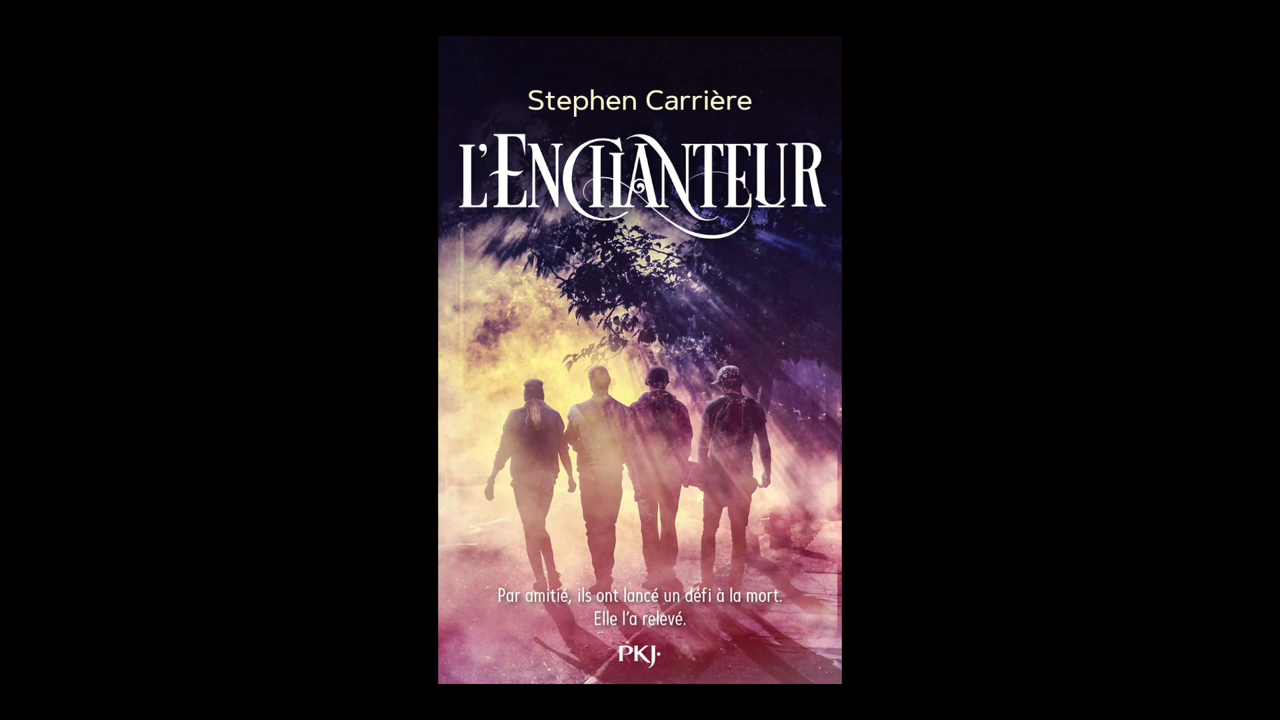 Stephen Carrière
L'ENCHANTEUR
Par amitié, ils ont lancé un défi à la mort.
Elle l'a relevé.
PKJ·